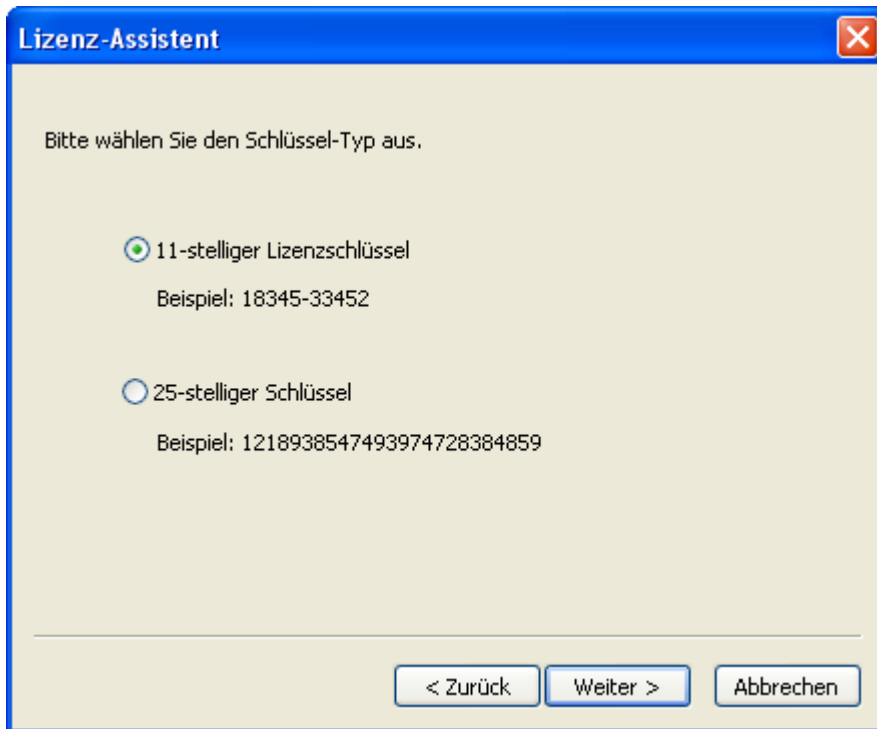 Lizenz-Assistent
Bitte wählen Sie den Schlüssel-Typ aus.
11-stelliger Lizenzschlüssel
Beispiel: 18345-33452
25-stelliger Schlüssel
Beispiel: 1218938547493974728384859
< Zurück Weiter > Abbrechen